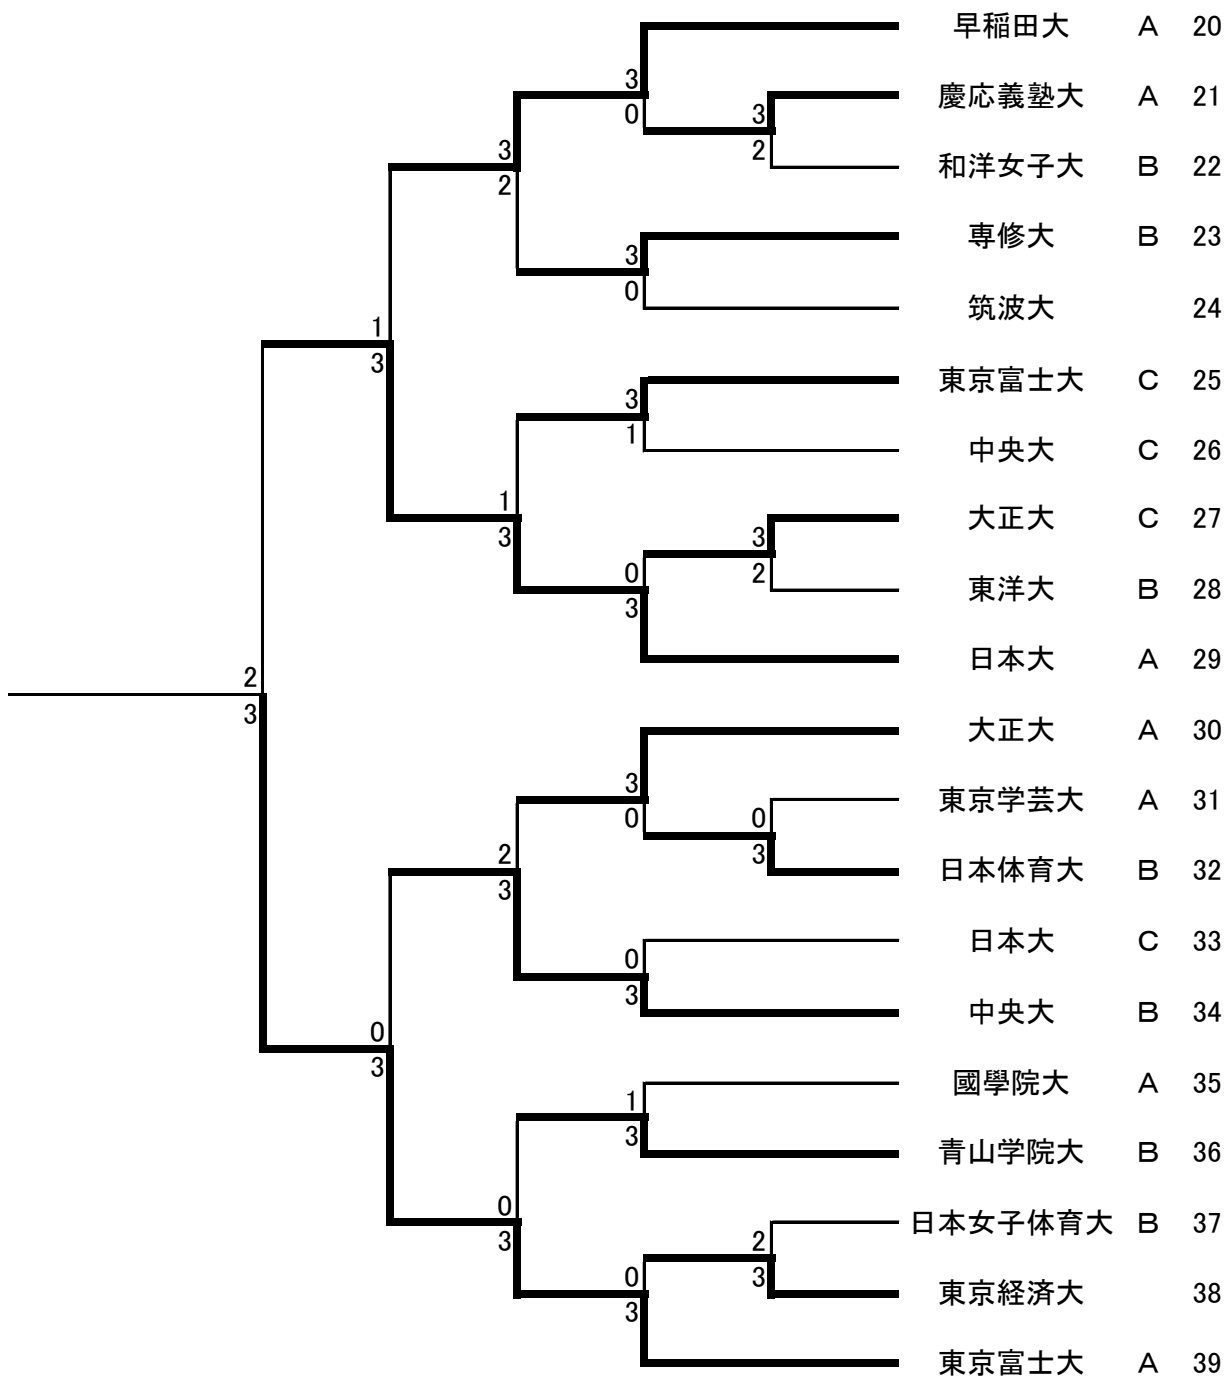 早稲田大 A 20
3
慶応義塾大 A 21
0 3
3 2
和洋女子大 B 22
2
専修大 B 23
3
0
筑波大 24
1
3
東京富士大 C 25
3
1
中央大 C 26
1
大正大 C 27
3 3
0 2
東洋大 B 28
3
日本大 A 29
2
3
大正大 A 30
3
東京学芸大 A 31
0 0
2 3
日本体育大 B 32
3
日本大 C 33
0
3
中央大 B 34
0
3
國學院大 A 35
1
3
青山学院大 B 36
0
日本女子体育大 B 37
3 2
0 3
東京経済大 38
3
東京富士大 A 39